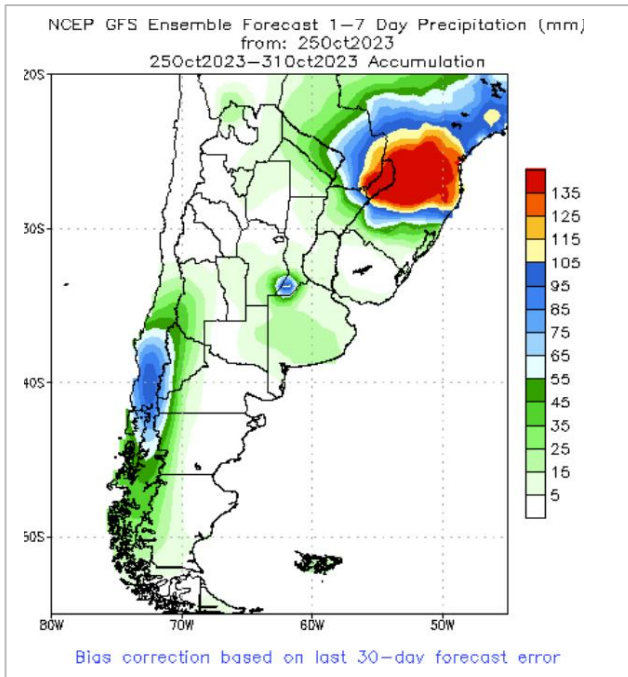 NCEP GFS Ensemble Forecast 1–7 Day Precipitation (mm)
from: 25Oct2023
25Oct2023–31Oct2023 Accumulation
20S
30S
40S
50S
80W
70W
60W
50W
135
125
115
105
95
85
75
65
55
45
35
25
15
5
Bias correction based on last 30–day forecast error